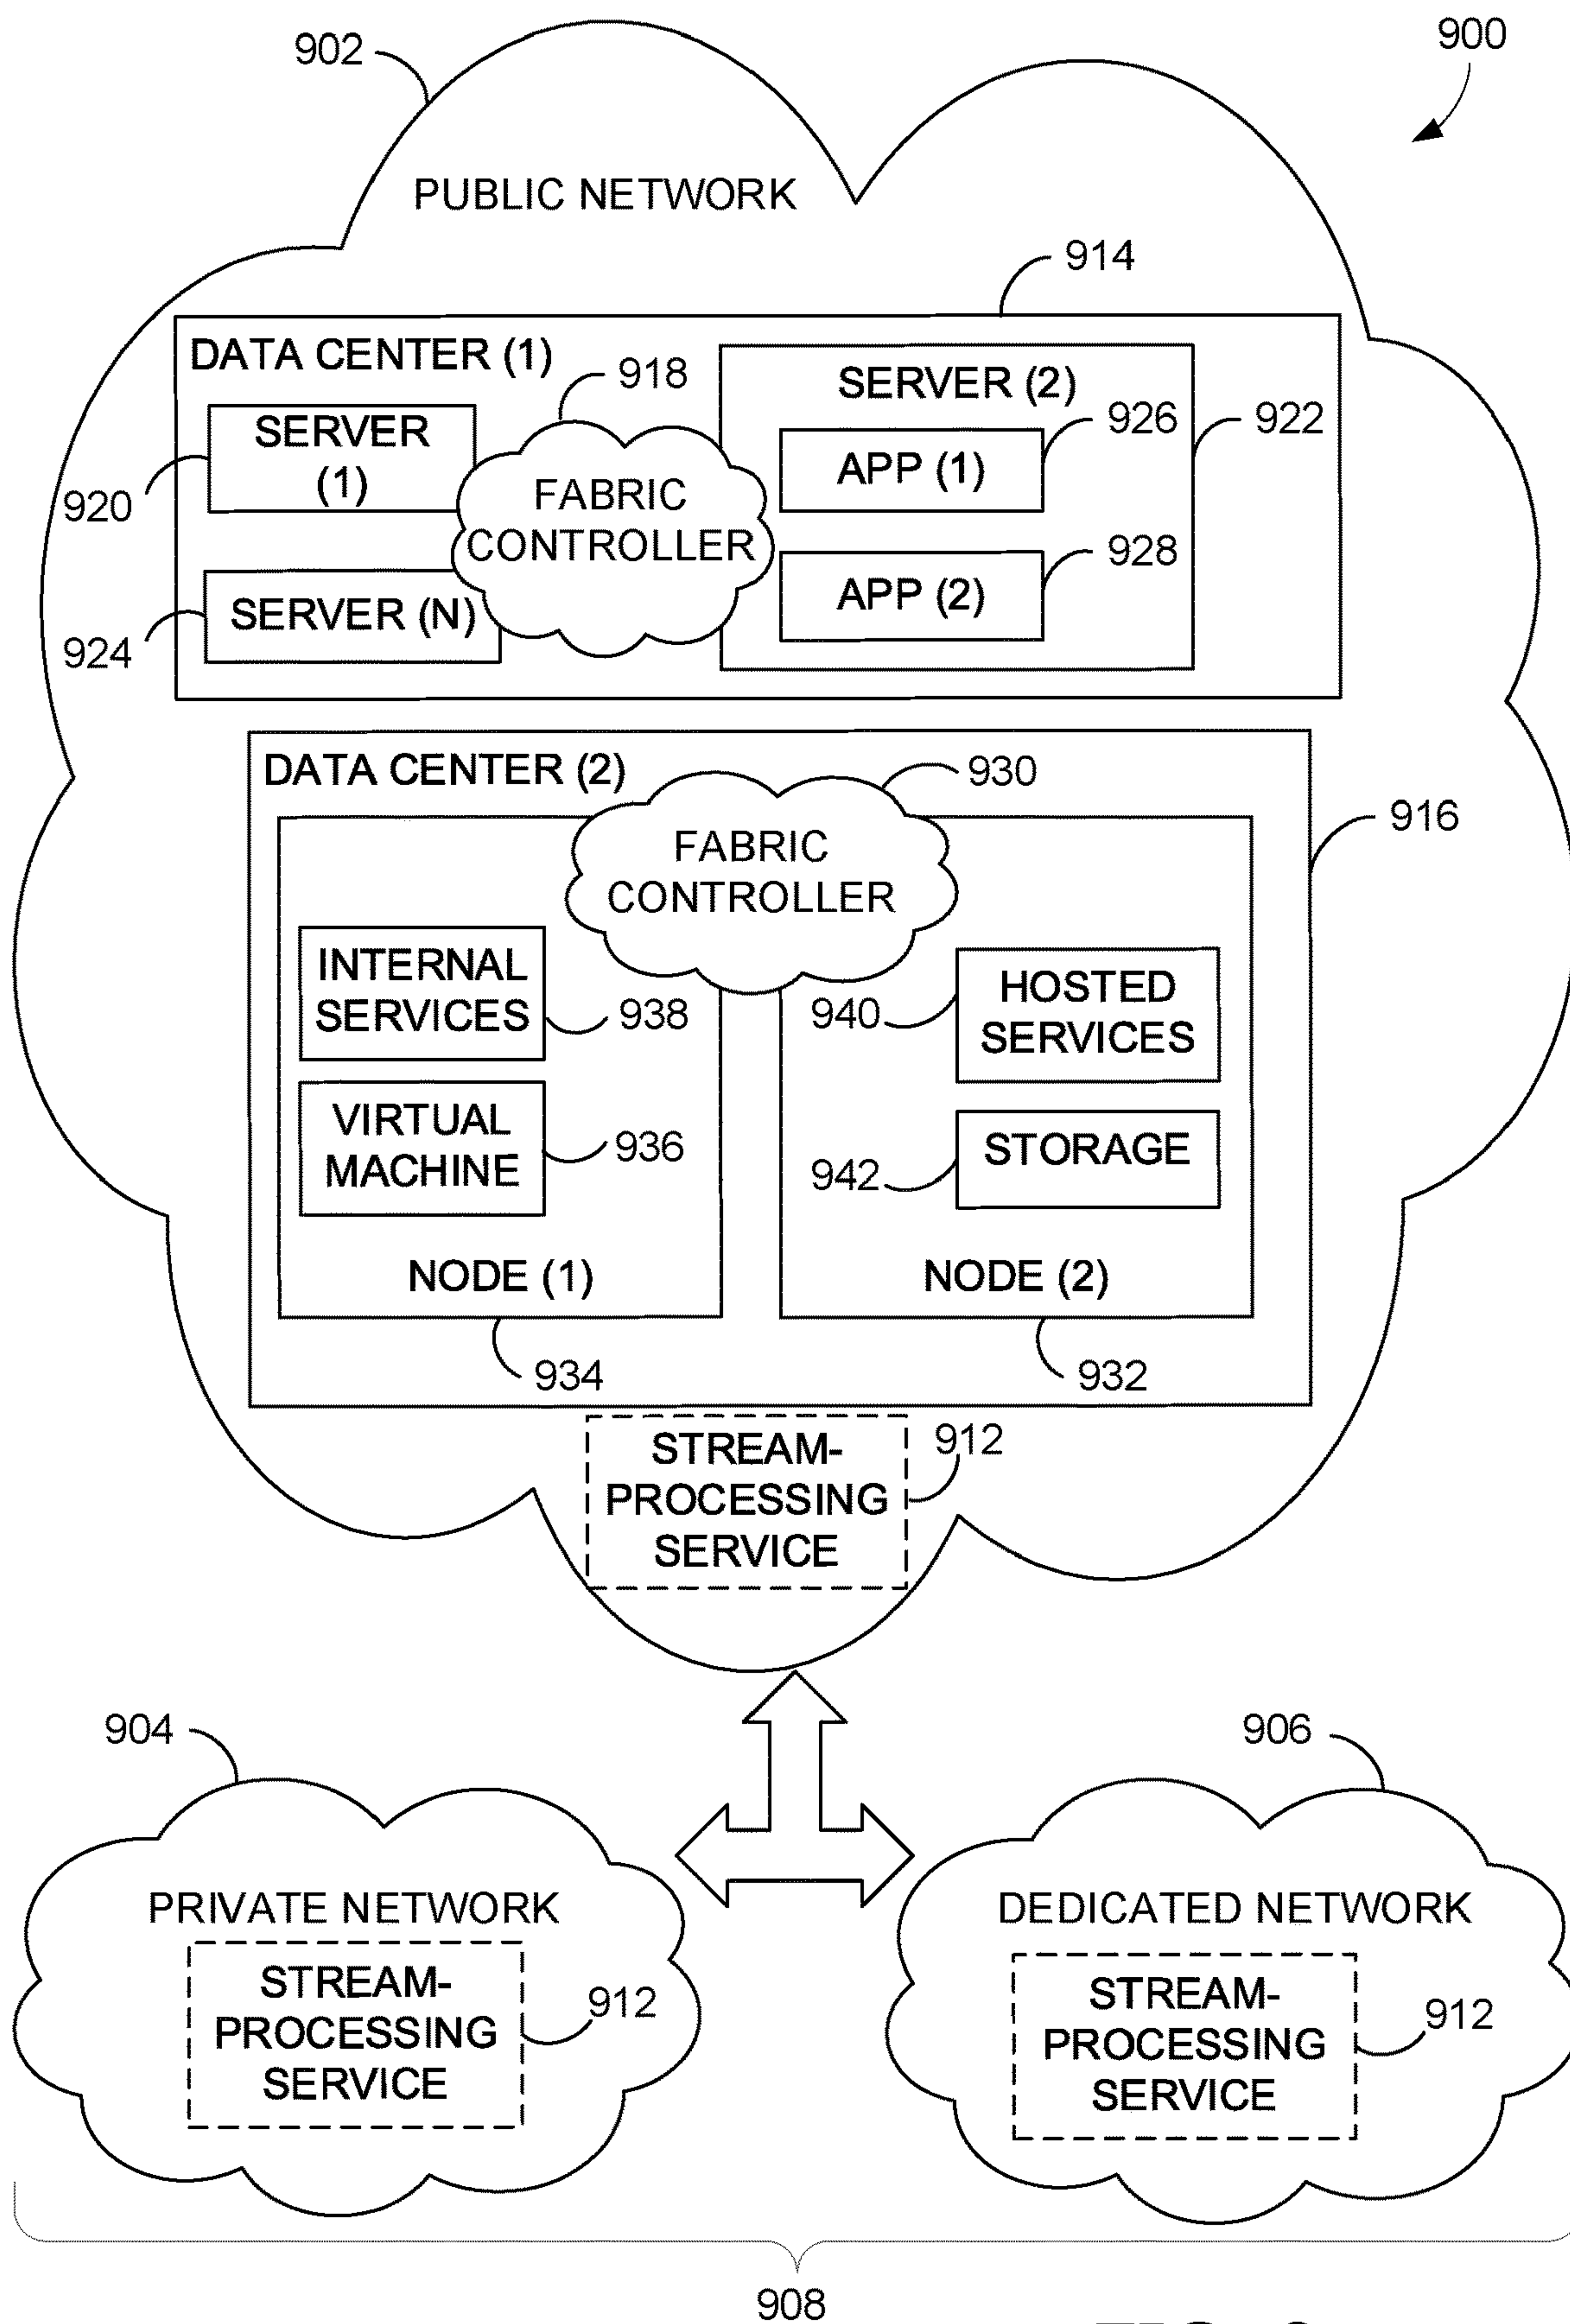 902
900
PUBLIC NETWORK
914
DATA CENTER (1)
918
SERVER (2)
SERVER
(1)
920
FABRIC
CONTROLLER
APP (1)
926
922
SERVER (N)
924
APP (2)
928
DATA CENTER (2)
930
916
FABRIC
CONTROLLER
INTERNAL
SERVICES
938
940
HOSTED
SERVICES
VIRTUAL
MACHINE
936
942
STORAGE
NODE (1)
NODE (2)
934
932
STREAM-
PROCESSING
SERVICE
912
904
906
PRIVATE NETWORK
STREAM-
PROCESSING
SERVICE
912
DEDICATED NETWORK
STREAM-
PROCESSING
SERVICE
912
908